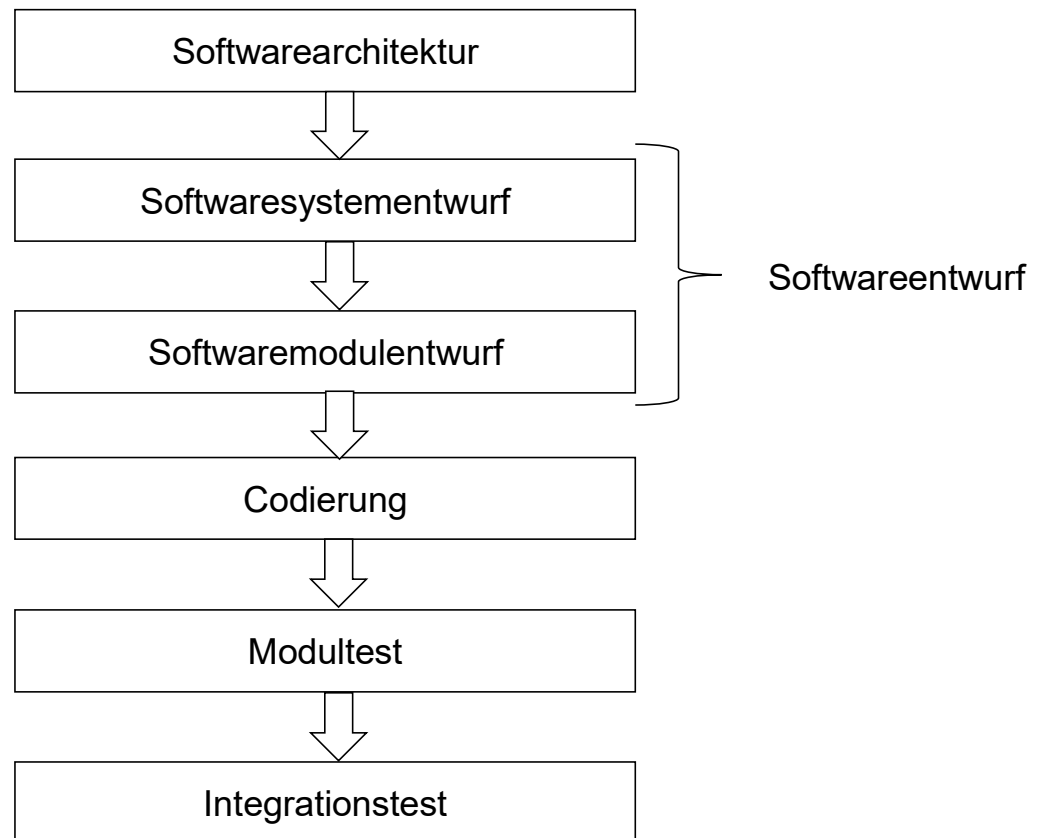 Softwarearchitektur
Softwaresystementwurf
Softwareentwurf
Softwaremodulentwurf
Codierung
Modultest
Integrationstest